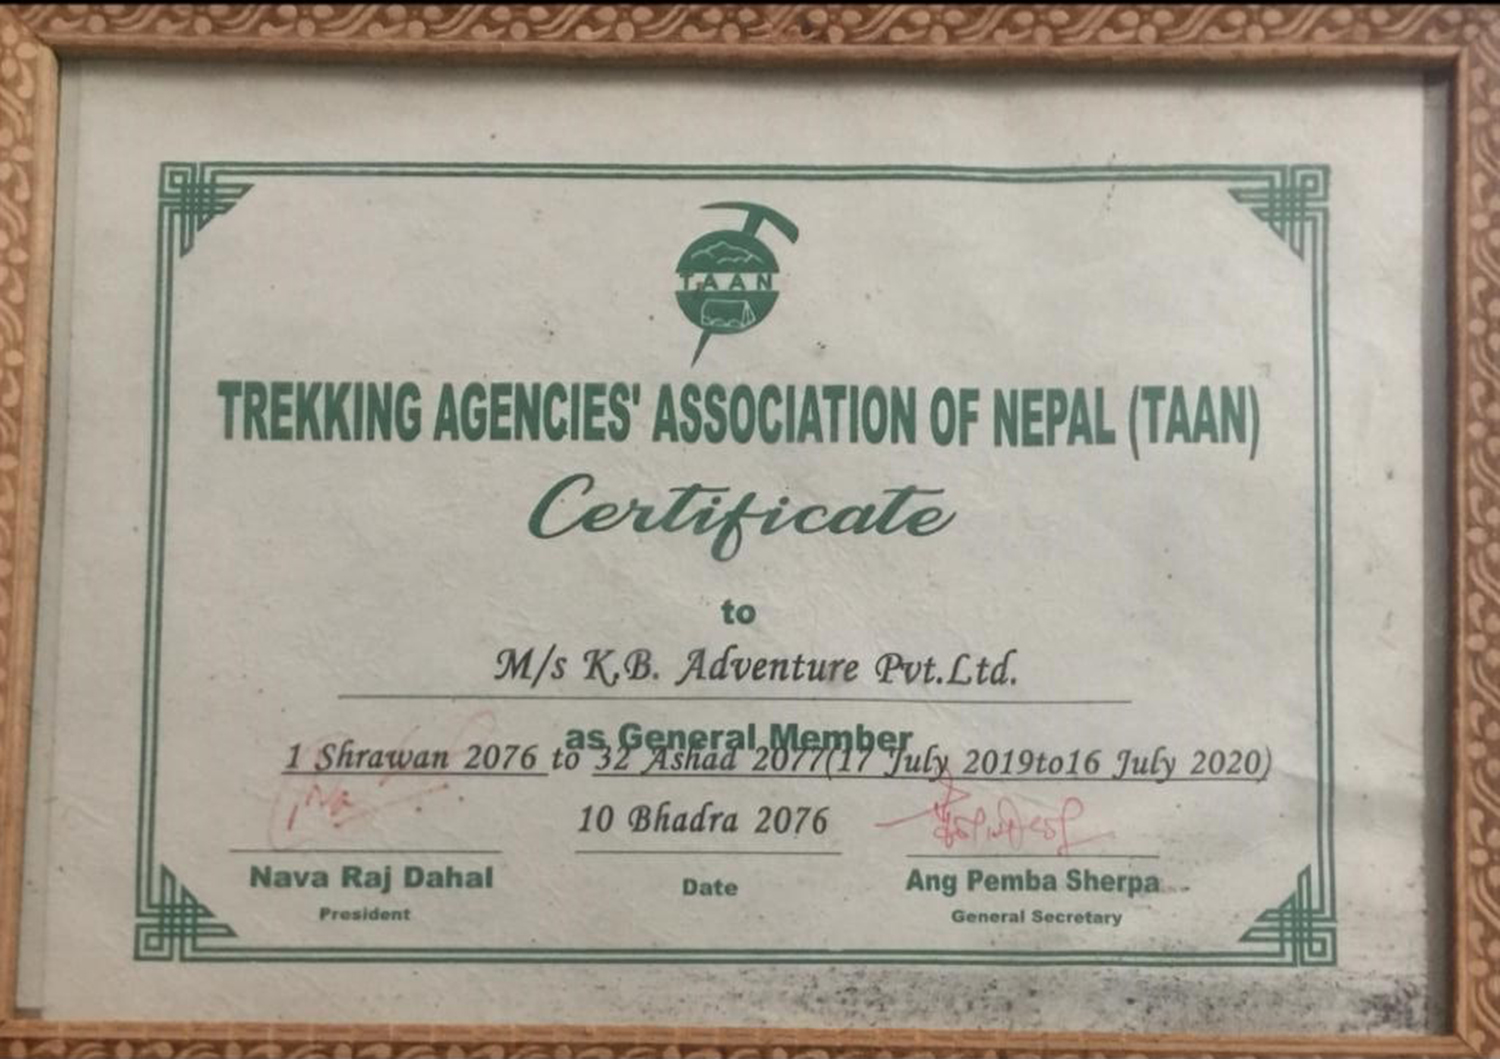 TAAN
TREKKING AGENCIES' ASSOCIATION OF NEPAL (TAAN)
Certificate
to
M/s K.B. Adventure Pvt.Ltd.
as General Member
1 Shrawan 2076 to 32 Ashad 2077(17 July 2019to16 July 2020)
10 Bhadra 2076
Nava Raj Dahal
Date
Ang Pemba Sherpa
President
General Secretary